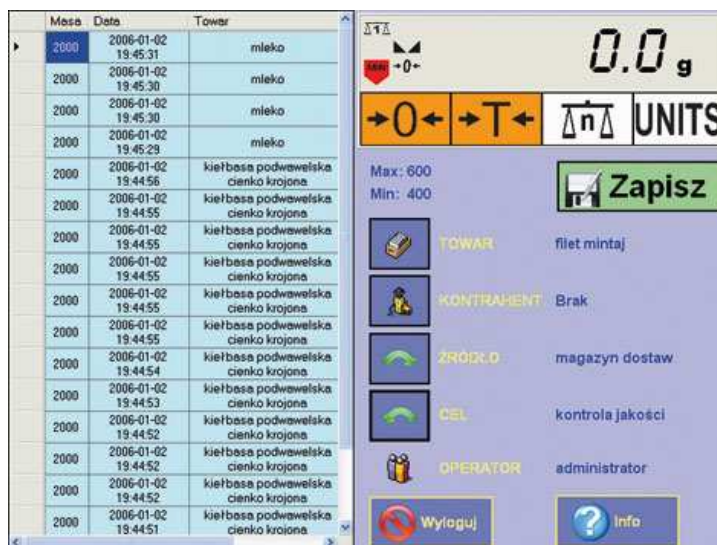 Masa Data Towar
2000 2006-01-02 19:45:31 mleko
2000 2006-01-02 19:45:30 mleko
2000 2006-01-02 19:45:30 mleko
2000 2006-01-02 19:45:29 mleko
2000 2006-01-02 19:44:56 kiełbasa podwawelska cienko krojona
2000 2006-01-02 19:44:55 kiełbasa podwawelska cienko krojona
2000 2006-01-02 19:44:55 kiełbasa podwawelska cienko krojona
2000 2006-01-02 19:44:55 kiełbasa podwawelska cienko krojona
2000 2006-01-02 19:44:55 kiełbasa podwawelska cienko krojona
2000 2006-01-02 19:44:55 kiełbasa podwawelska cienko krojona
2000 2006-01-02 19:44:54 kiełbasa podwawelska cienko krojona
2000 2006-01-02 19:44:53 kiełbasa podwawelska cienko krojona
2000 2006-01-02 19:44:52 kiełbasa podwawelska cienko krojona
2000 2006-01-02 19:44:52 kiełbasa podwawelska cienko krojona
2000 2006-01-02 19:44:52 kiełbasa podwawelska cienko krojona
2000 2006-01-02 19:44:51 kiełbasa podwawelska cienko krojona
1
MIN →0←
0.0 g
→0← →T← n UNITS
Max: 600
Min: 400
Zapisz
TOWAR filet mintaj
KONTRAHENT Brak
ŹRÓDŁO magazyn dostaw
CEL kontrola jakości
OPERATOR administrator
Wyloguj
? Info